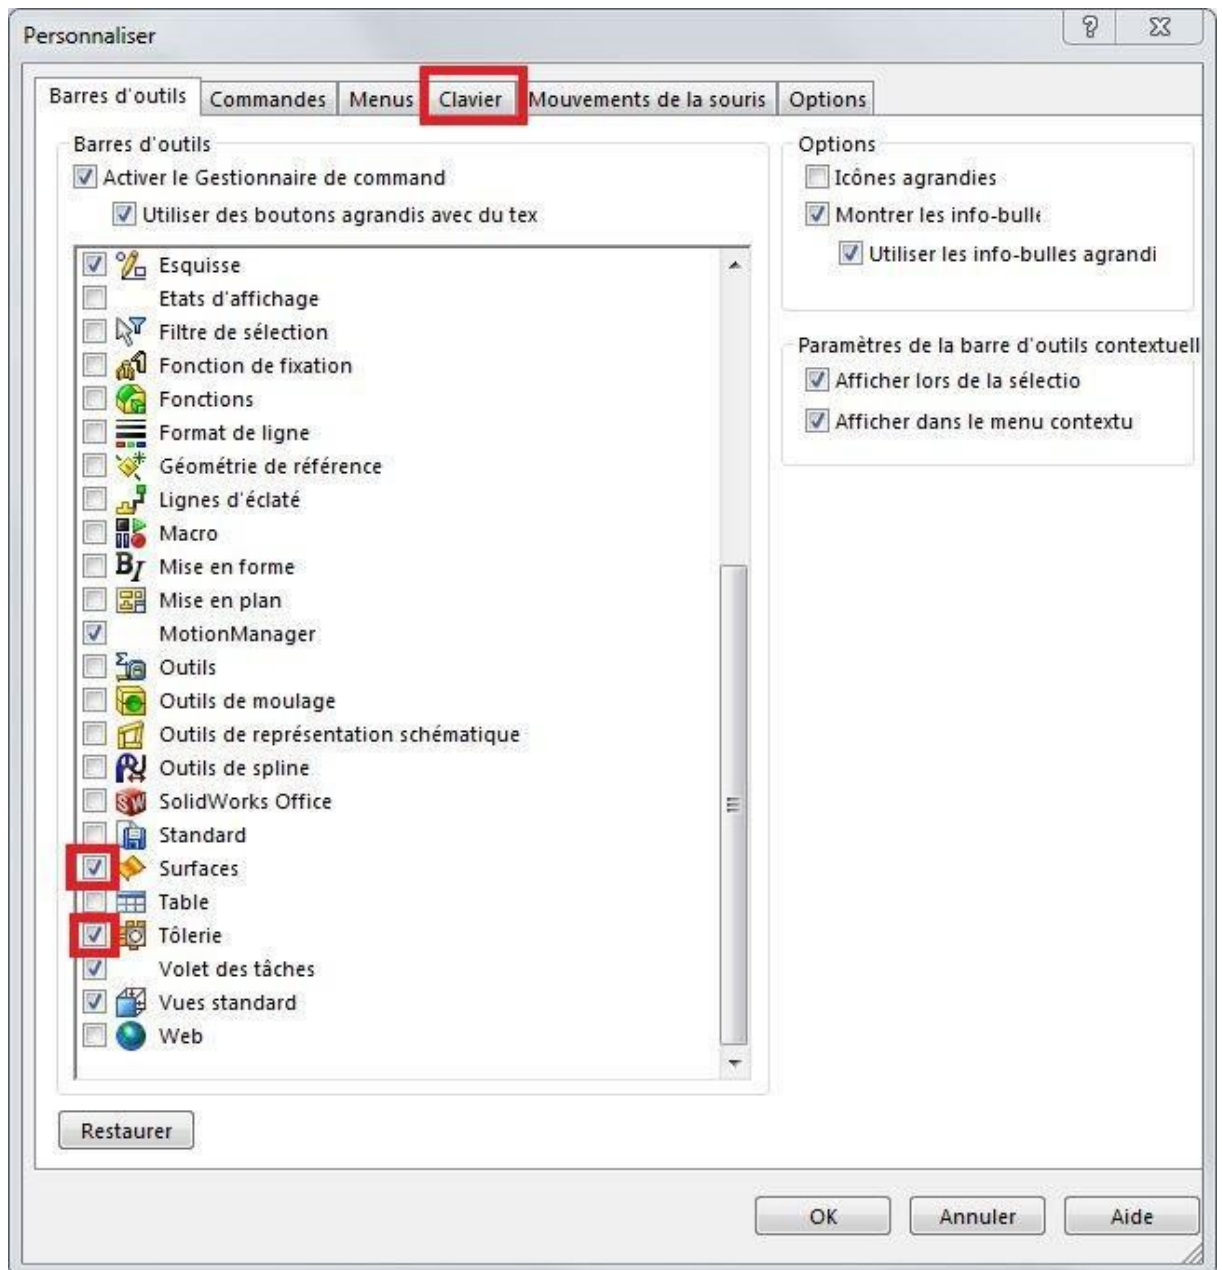 Personnaliser
Barres d'outils Commandes Menus Clavier Mouvements de la souris Options
Barres d'outils
Activer le Gestionnaire de command
Utiliser des boutons agrandis avec du tex
Esquisse
Etats d'affichage
Filtre de sélection
Fonction de fixation
Fonctions
Format de ligne
Géométrie de référence
Lignes d'éclaté
Macro
Mise en forme
Mise en plan
MotionManager
Outils
Outils de moulage
Outils de représentation schématique
Outils de spline
SolidWorks Office
Standard
Surfaces
Table
Tôlerie
Volet des tâches
Vues standard
Web
Restaurer
Options
Icônes agrandies
Montrer les info-bulle
Utiliser les info-bulles agrandi
Paramètres de la barre d'outils contextuell
Afficher lors de la sélectio
Afficher dans le menu contextu
OK Annuler Aide